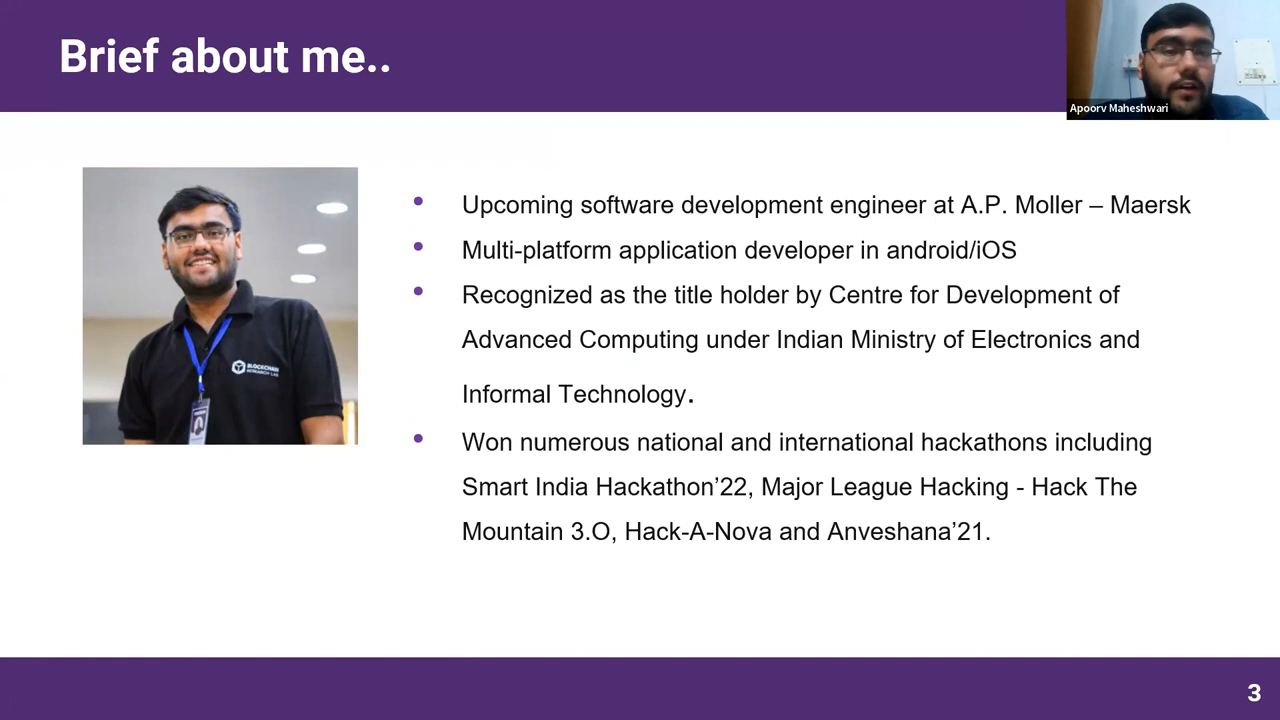 Brief about me..
Apoorv Maheshwari
Upcoming software development engineer at A.P. Moller – Maersk
Multi-platform application developer in android/iOS
Recognized as the title holder by Centre for Development of
Advanced Computing under Indian Ministry of Electronics and
Informal Technology.
Won numerous national and international hackathons including
Smart India Hackathon’22, Major League Hacking - Hack The
Mountain 3.O, Hack-A-Nova and Anveshana’21.
BLOCKCHAIN
RESEARCH LAB
3